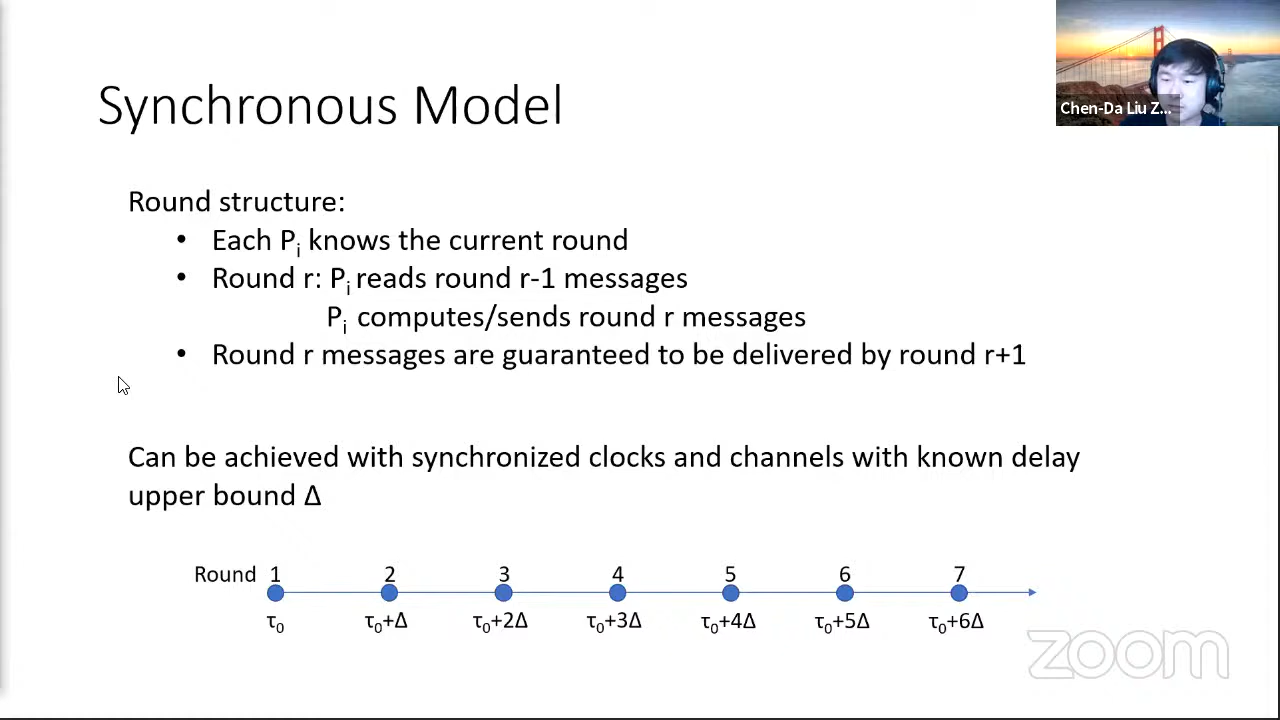 Synchronous Model
Chen-Da Liu Z...
Round structure:
• Each Pi knows the current round
• Round r: Pi reads round r-1 messages
Pi computes/sends round r messages
• Round r messages are guaranteed to be delivered by round r+1
Can be achieved with synchronized clocks and channels with known delay
upper bound Δ
Round 1 2 3 4 5 6 7
τ0 τ0+Δ τ0+2Δ τ0+3Δ τ0+4Δ τ0+5Δ τ0+6Δ
zoom